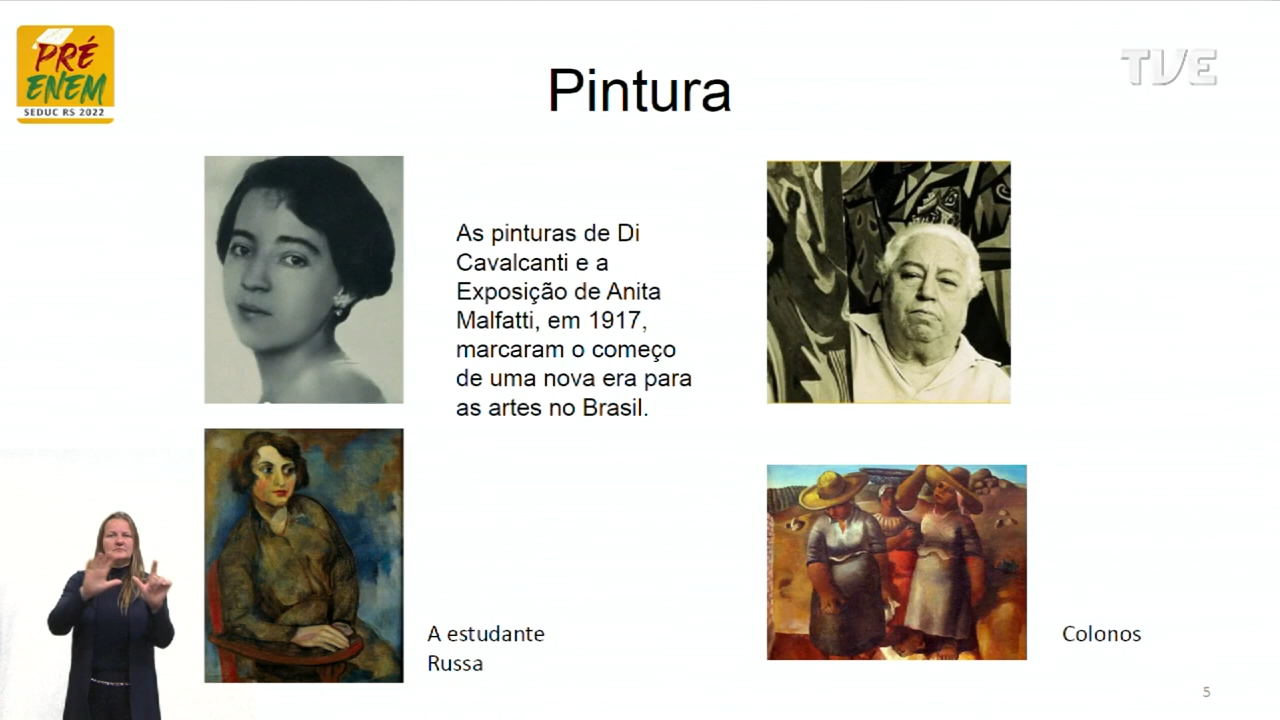 PRÉ
ENEM
SEDUC RS 2022
Pintura
TVE
As pinturas de Di
Cavalcanti e a
Exposição de Anita
Malfatti, em 1917,
marcaram o começo
de uma nova era para
as artes no Brasil.
A estudante
Russa
Colonos
5